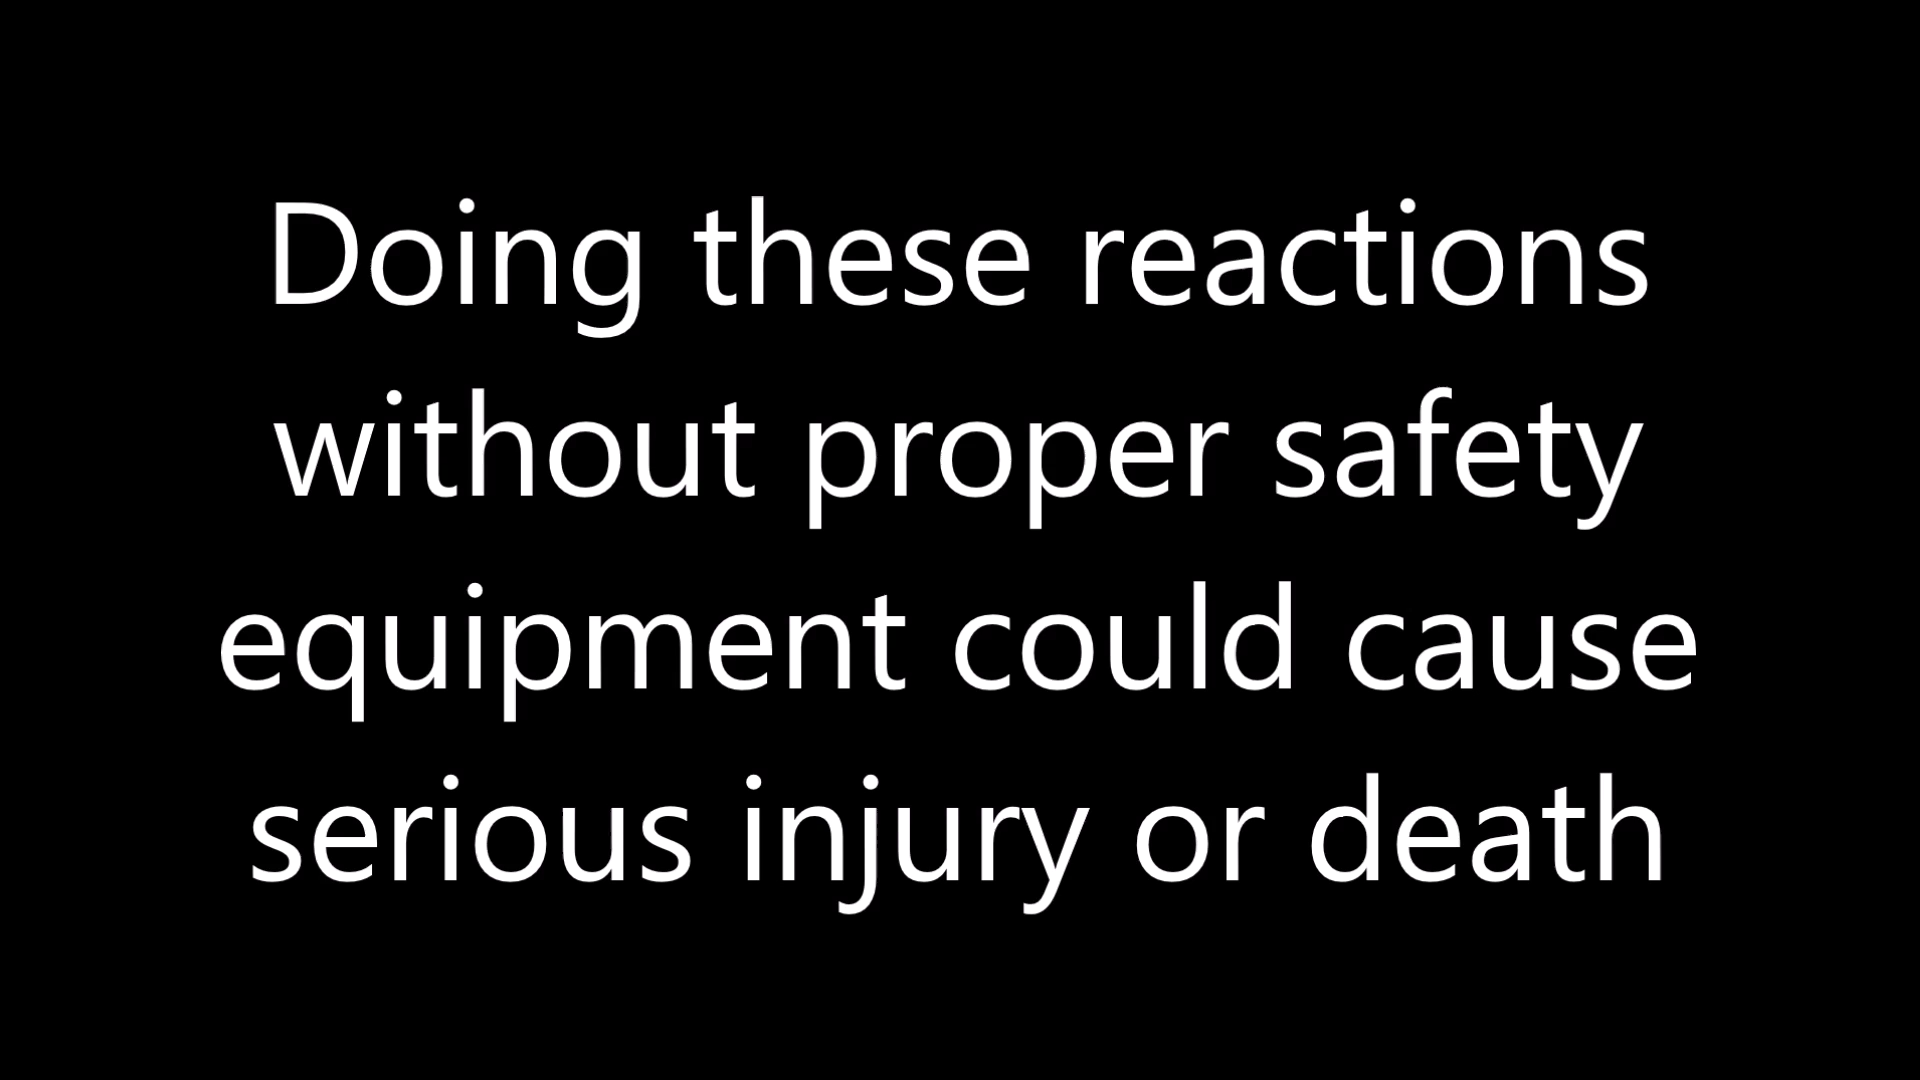 Doing these reactions
without proper safety
equipment could cause
serious injury or death